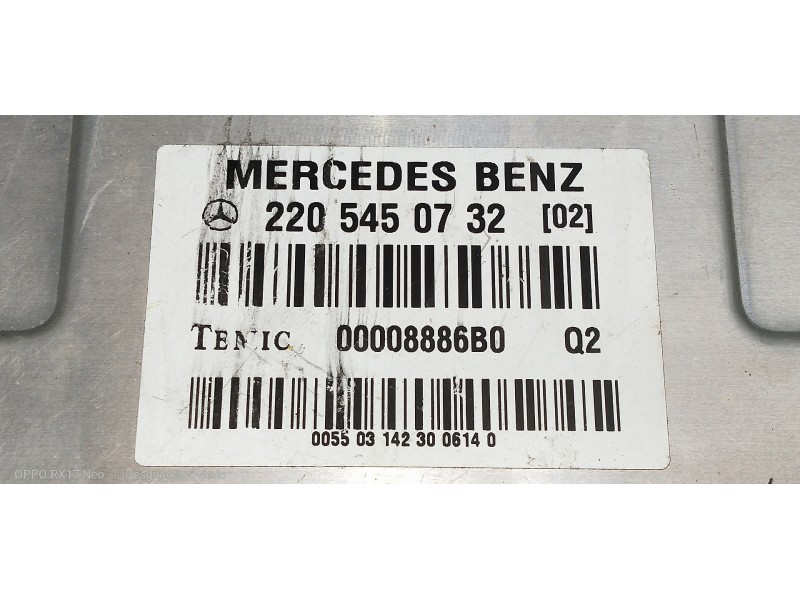 MERCEDES BENZ
220 545 07 32 [02]
TEMIC 00008886B0 Q2
0055 03 142 30 0614 0
OPPO RX17 Neo